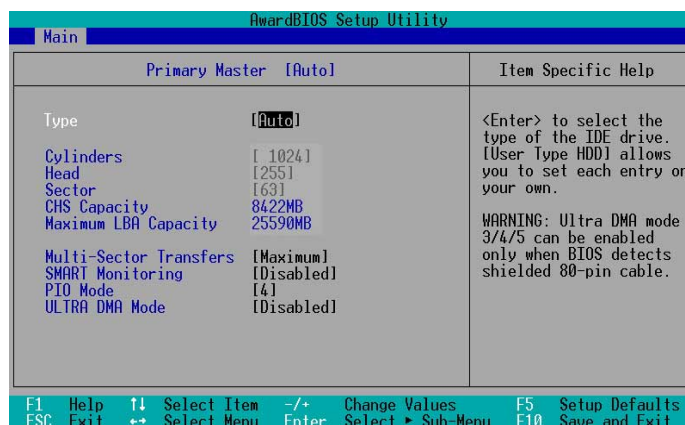 AwardBIOS Setup Utility
Main
Primary Master [Auto]
Item Specific Help
Type [Auto]
Cylinders [ 1024]
Head [255]
Sector [63]
CHS Capacity 8422MB
Maximum LBA Capacity 25590MB
Multi-Sector Transfers [Maximum]
SMART Monitoring [Disabled]
PIO Mode [4]
ULTRA DMA Mode [Disabled]
<Enter> to select the
type of the IDE drive.
[User Type HDD] allows
you to set each entry on
your own.
WARNING: Ultra DMA mode
3/4/5 can be enabled
only when BIOS detects
shielded 80-pin cable.
F1 Help ↑↓ Select Item -/+ Change Values F5 Setup Defaults
ESC Exit ↔ Select Menu Enter Select ► Sub-Menu F10 Save and Exit